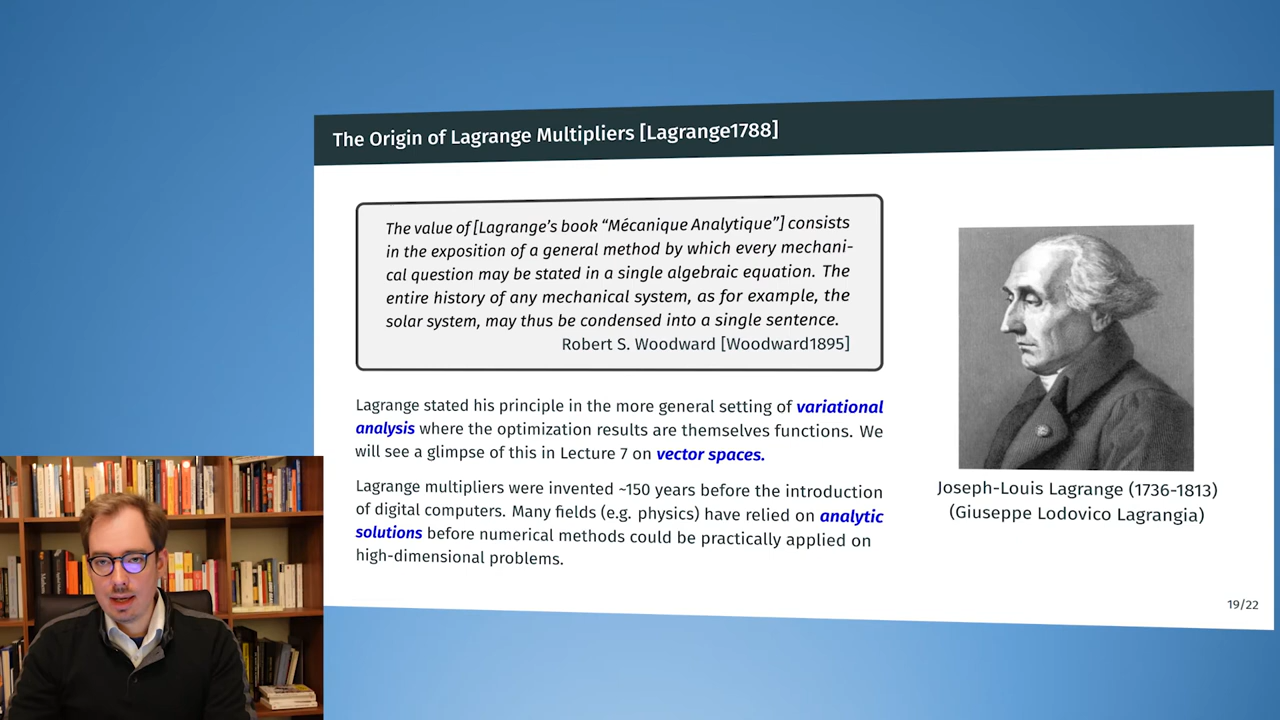 The Origin of Lagrange Multipliers [Lagrange1788]
The value of [Lagrange's book “Mécanique Analytique”] consists
in the exposition of a general method by which every mechani-
cal question may be stated in a single algebraic equation. The
entire history of any mechanical system, as for example, the
solar system, may thus be condensed into a single sentence.
Robert S. Woodward [Woodward1895]
Lagrange stated his principle in the more general setting of variational
analysis where the optimization results are themselves functions. We
will see a glimpse of this in Lecture 7 on vector spaces.
Lagrange multipliers were invented ~150 years before the introduction
of digital computers. Many fields (e.g. physics) have relied on analytic
solutions before numerical methods could be practically applied on
high-dimensional problems.
Joseph-Louis Lagrange (1736-1813)
(Giuseppe Lodovico Lagrangia)
19/22